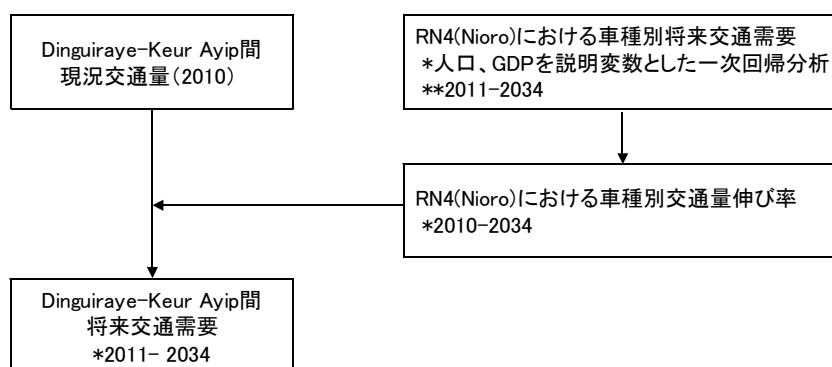 Dinguiraye-Keur Ayip間
現況交通量(2010)
RN4(Nioro)における車種別将来交通需要
*人口、GDPを説明変数とした一次回帰分析
**2011-2034
RN4(Nioro)における車種別交通量伸び率
*2010-2034
Dinguiraye-Keur Ayip間
将来交通需要
*2011- 2034